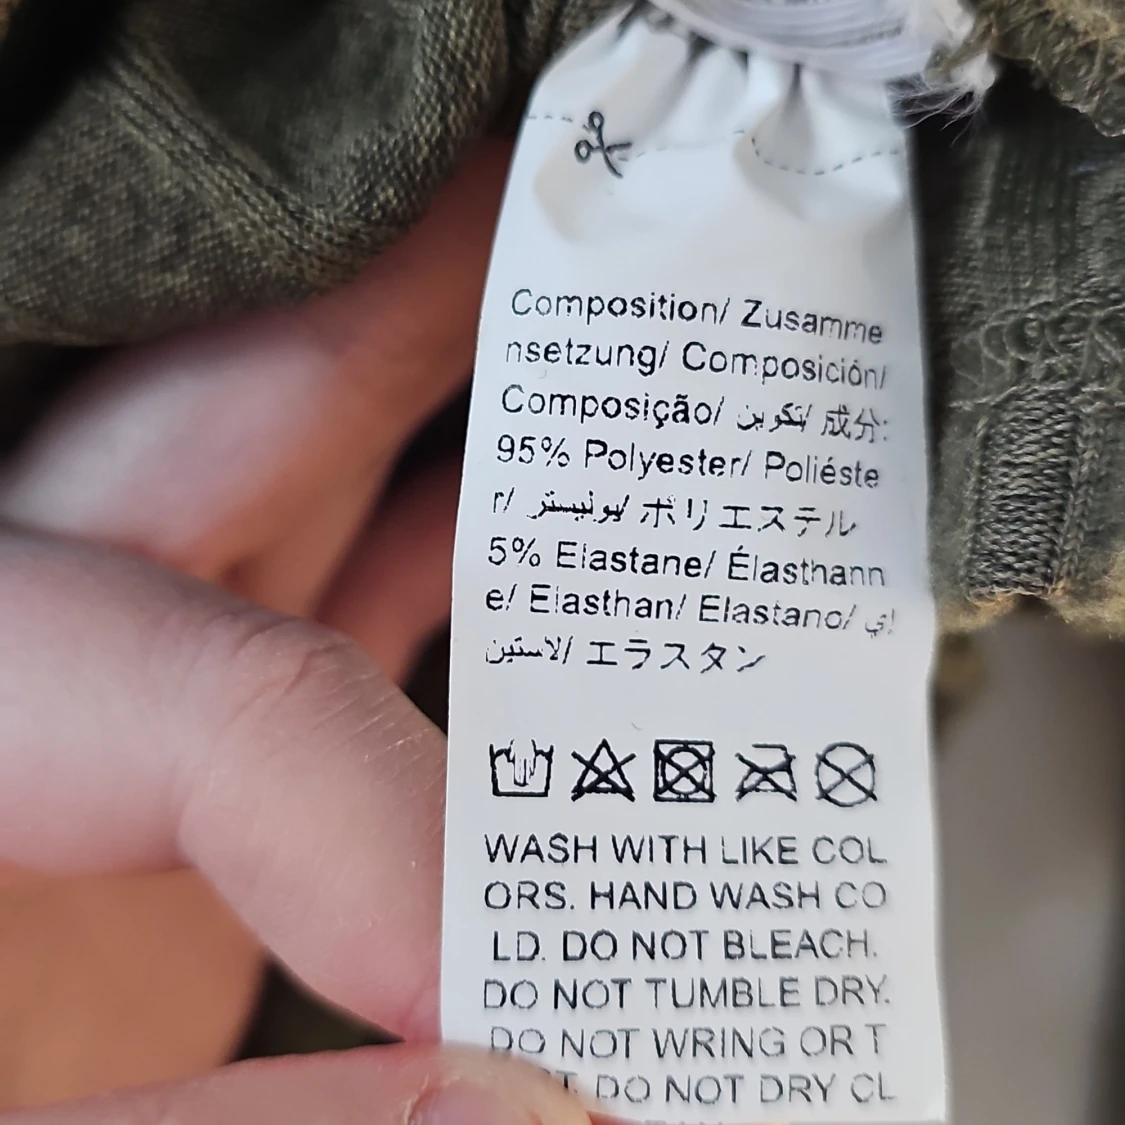 Composition/ Zusamme
nsetzung/ Composición/
Composição/ تكوين/ 成分:
95% Polyester/ Poliéste
r/ بوليستر/ ポリエステル
5% Elastane/ Élasthann
e/ Elasthan/ Elastano/ إي
لاستين/ エラスタン
WASH WITH LIKE COL
ORS. HAND WASH CO
LD. DO NOT BLEACH.
DO NOT TUMBLE DRY.
DO NOT WRING OR T
DO NOT DRY CL